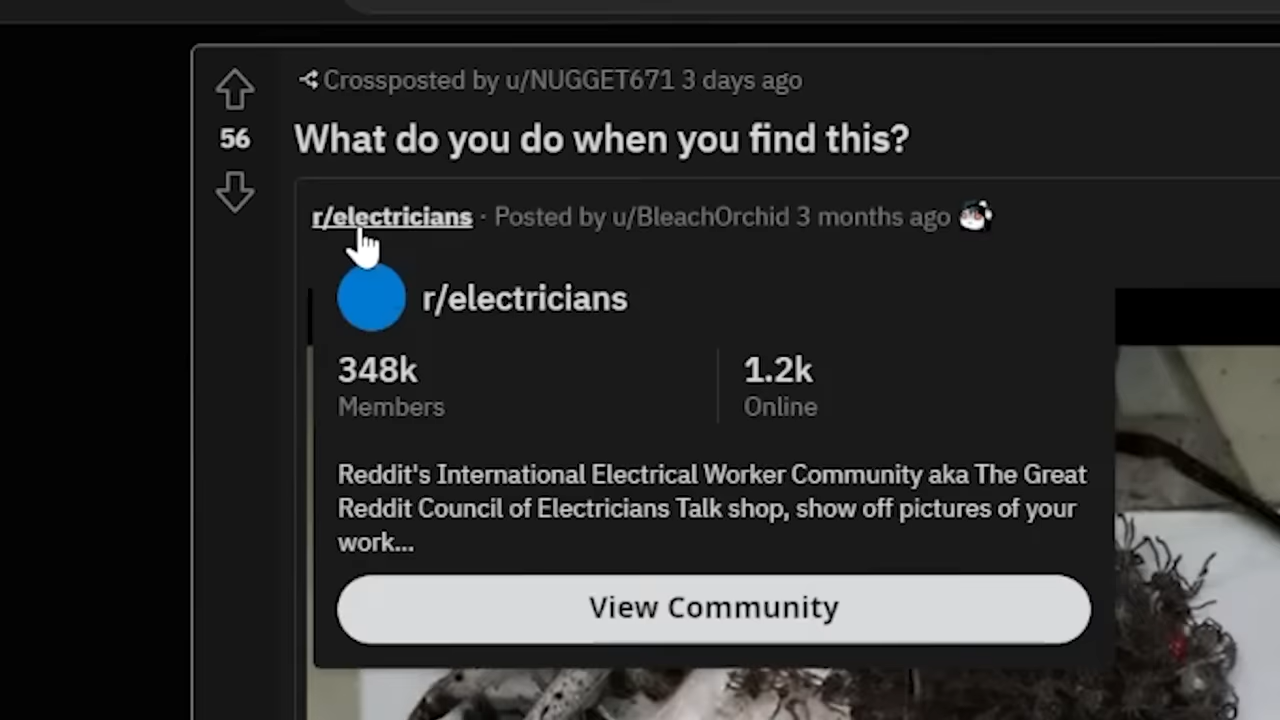 Crossposted by u/NUGGET671 3 days ago
56
What do you do when you find this?
r/electricians · Posted by u/BleachOrchid 3 months ago
r/electricians
348k
1.2k
Members
Online
Reddit's International Electrical Worker Community aka The Great
Reddit Council of Electricians Talk shop, show off pictures of your
work...
View Community